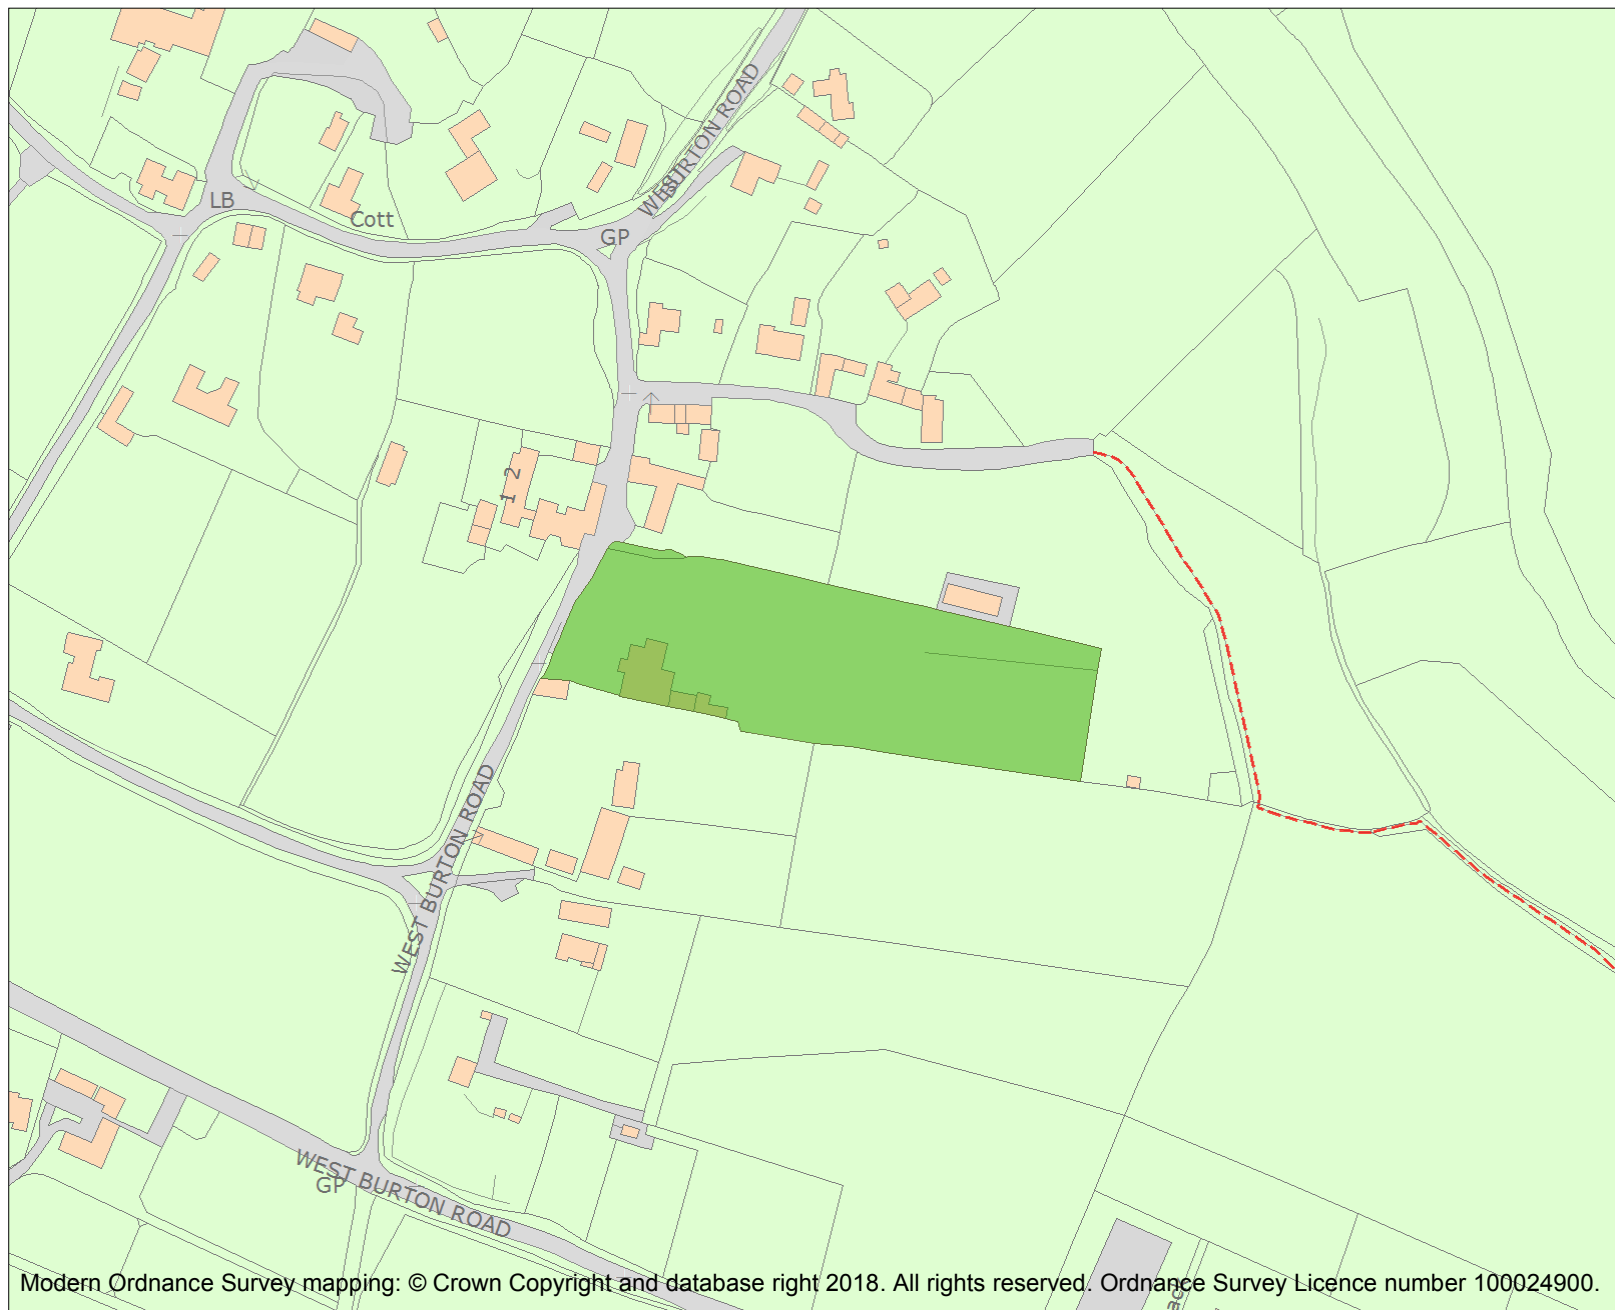 WEST BURTON ROAD
LB
Cott
GP
1 2
WEST BURTON ROAD
WEST BURTON ROAD
GP
Modern Ordnance Survey mapping: © Crown Copyright and database right 2018. All rights reserved. Ordnance Survey Licence number 100024900.